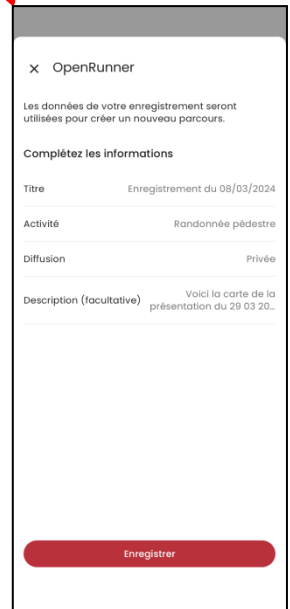 × OpenRunner
Les données de votre enregistrement seront
utilisées pour créer un nouveau parcours.
Complétez les informations
Titre Enregistrement du 08/03/2024
Activité Randonnée pédestre
Diffusion Privée
Description (facultative) Voici la carte de la
présentation du 29 03 20...
Enregistrer